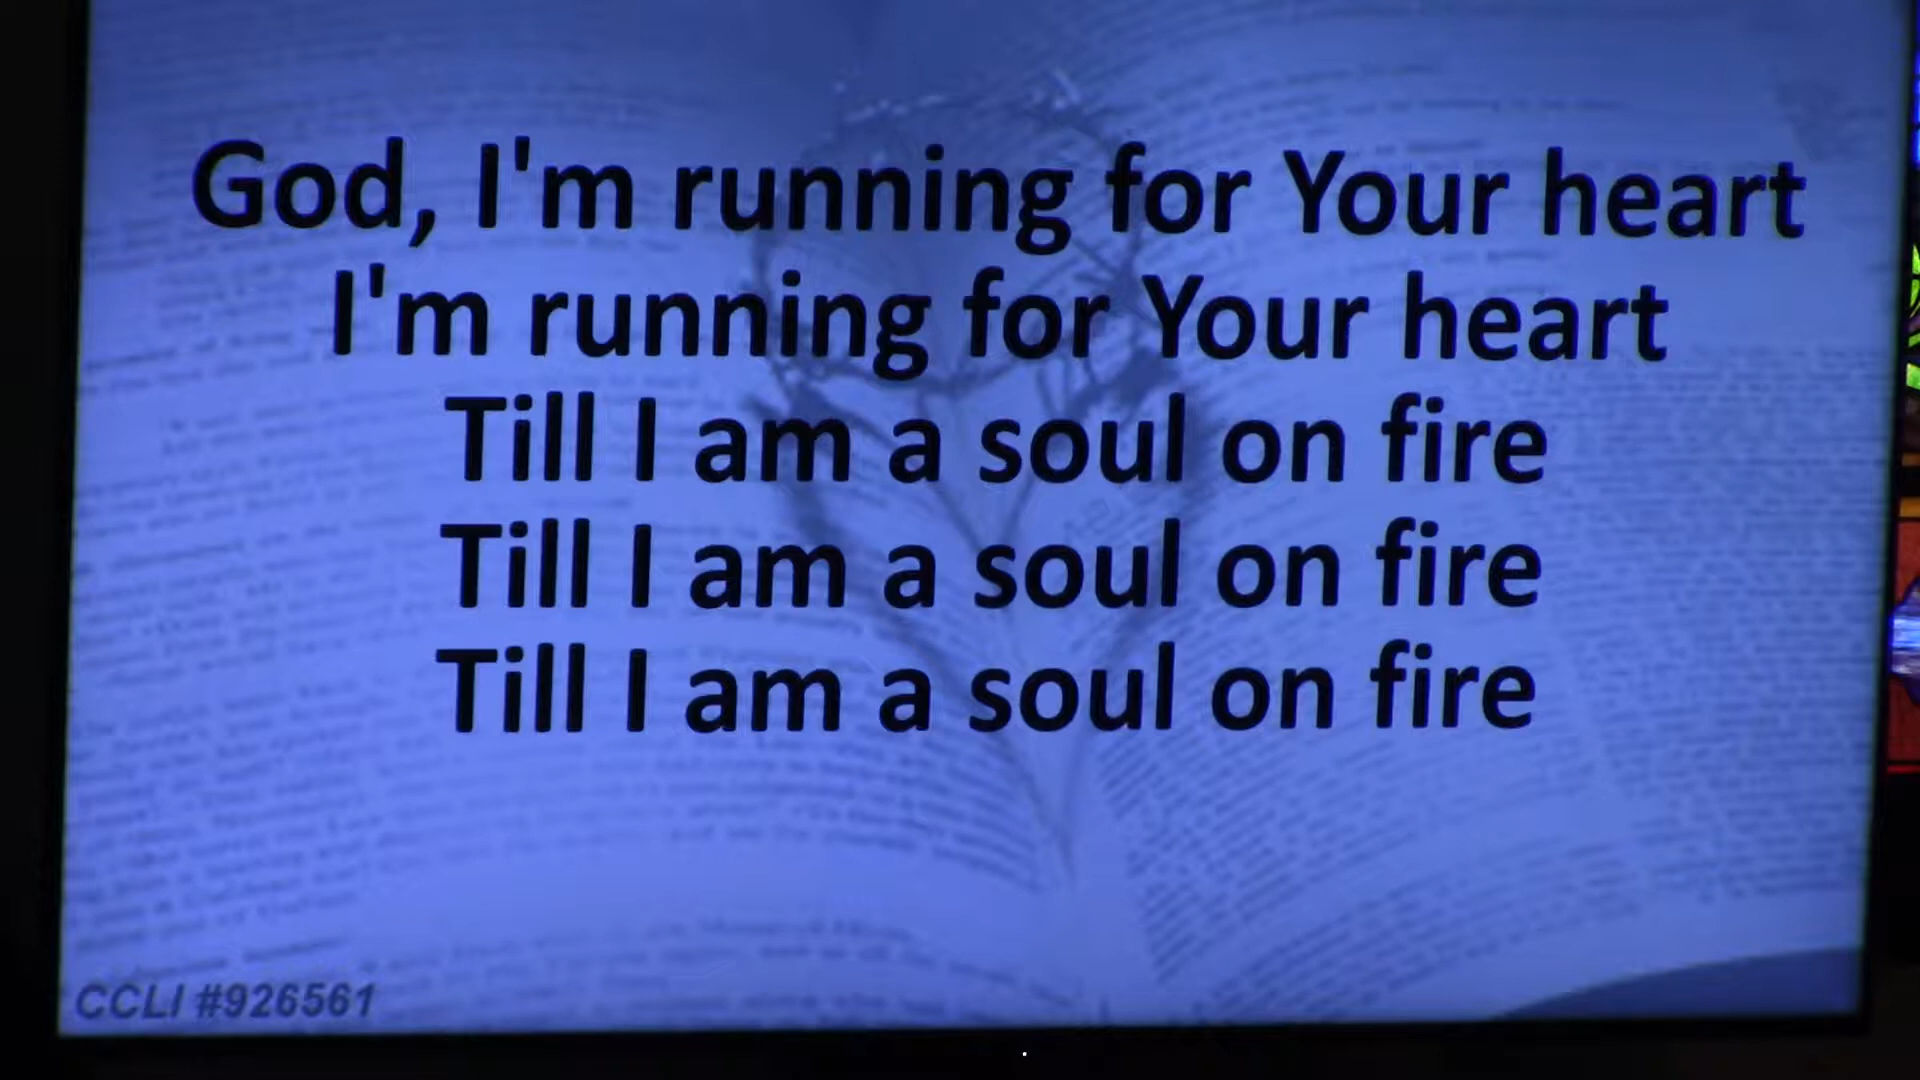 God, I'm running for Your heart
I'm running for Your heart
Till I am a soul on fire
Till I am a soul on fire
Till I am a soul on fire
CCLI #926561